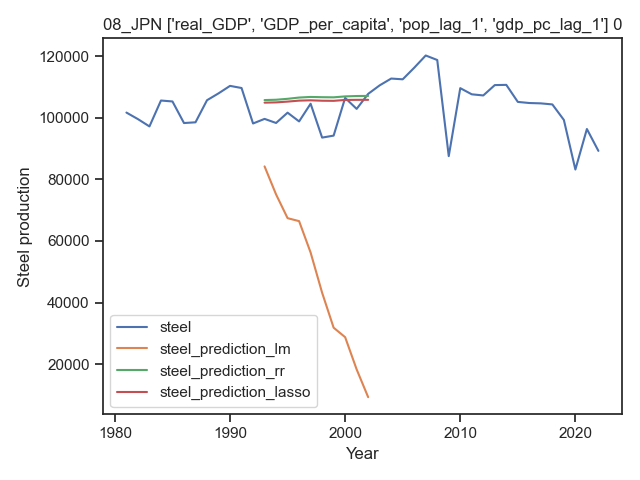 08_JPN ['real_GDP', 'GDP_per_capita', 'pop_lag_1', 'gdp_pc_lag_1'] 0
120000
100000
80000
60000
40000
20000
Steel production
steel
steel_prediction_lm
steel_prediction_rr
steel_prediction_lasso
1980 1990 2000 2010 2020
Year